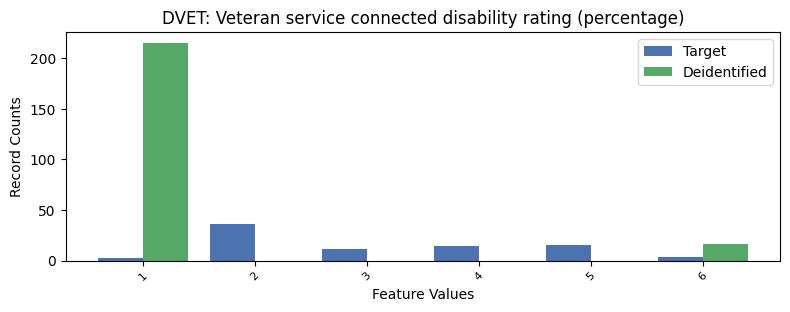 DVET: Veteran service connected disability rating (percentage)
Target
Deidentified
Record Counts
200
150
100
50
0
1
2
3
4
5
6
Feature Values